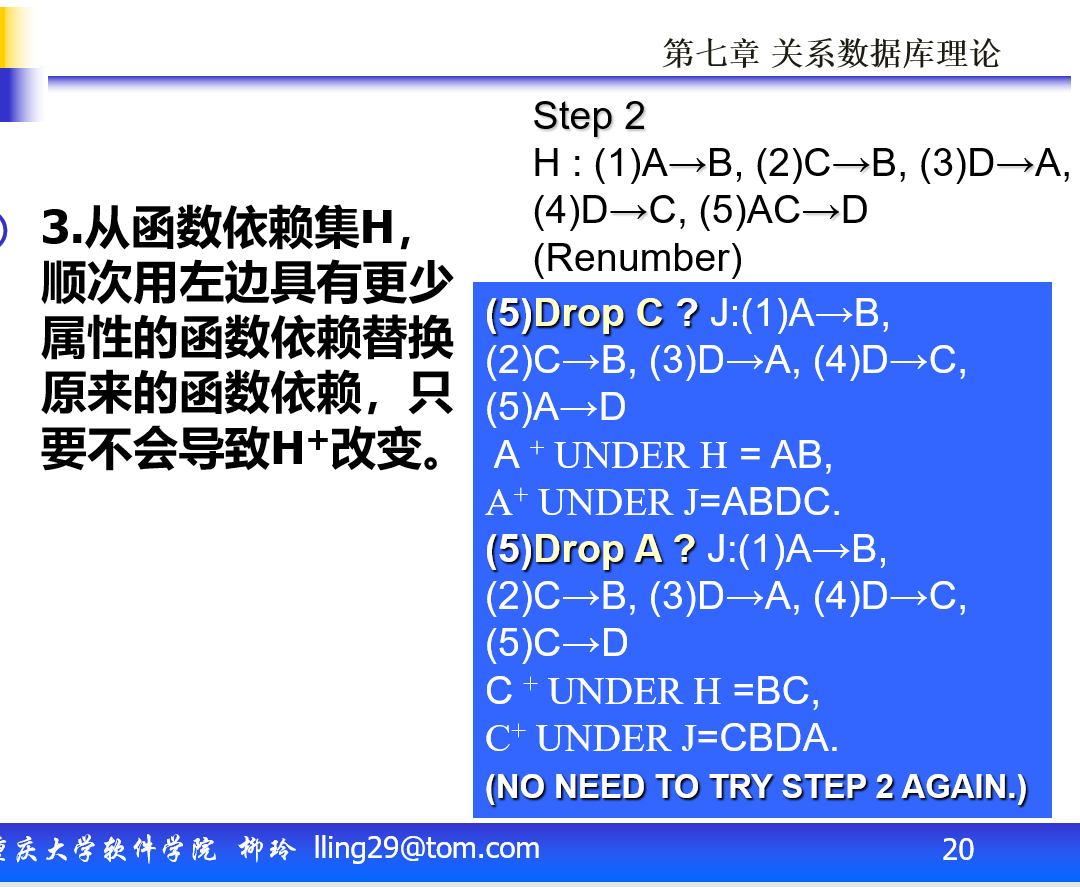 第七章 关系数据库理论
3.从函数依赖集H，
顺次用左边具有更少
属性的函数依赖替换
原来的函数依赖，只
要不会导致H⁺改变。
Step 2
H : (1)A→B, (2)C→B, (3)D→A,
(4)D→C, (5)AC→D
(Renumber)
(5)Drop C ? J:(1)A→B,
(2)C→B, (3)D→A, (4)D→C,
(5)A→D
A ⁺ UNDER H = AB,
A⁺ UNDER J=ABDC.
(5)Drop A ? J:(1)A→B,
(2)C→B, (3)D→A, (4)D→C,
(5)C→D
C ⁺ UNDER H =BC,
C⁺ UNDER J=CBDA.
(NO NEED TO TRY STEP 2 AGAIN.)
重庆大学软件学院 柳玲 lling29@tom.com
20